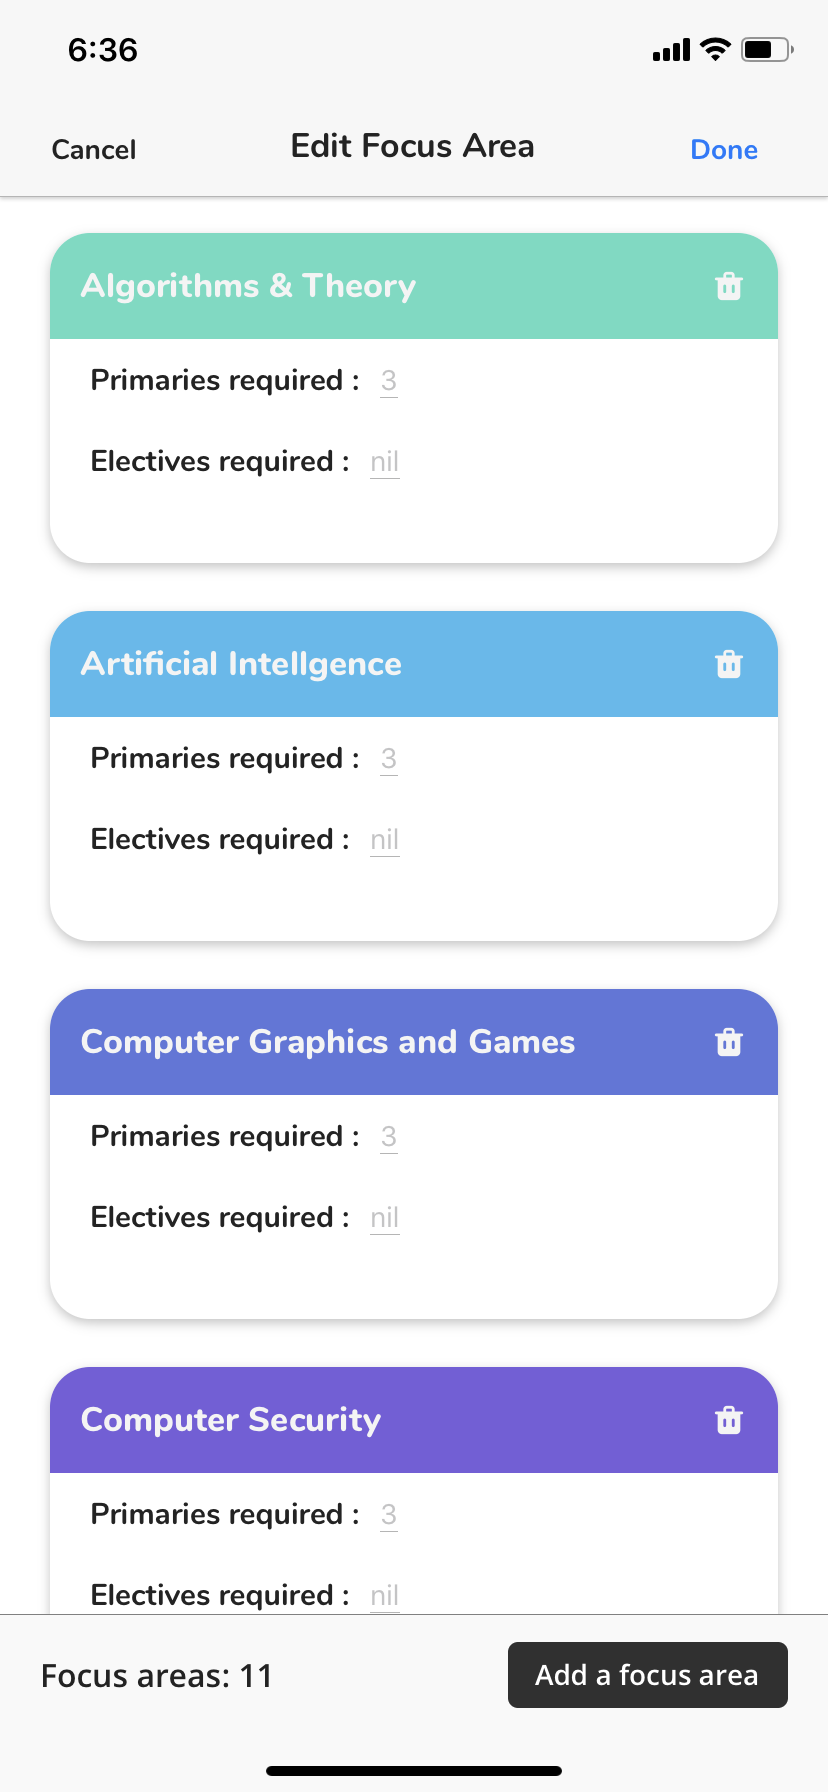 6:36
Cancel
Edit Focus Area
Done
Algorithms & Theory
Primaries required : 3
Electives required : nil
Artificial Intellgence
Primaries required : 3
Electives required : nil
Computer Graphics and Games
Primaries required : 3
Electives required : nil
Computer Security
Primaries required : 3
Electives required : nil
Focus areas: 11
Add a focus area